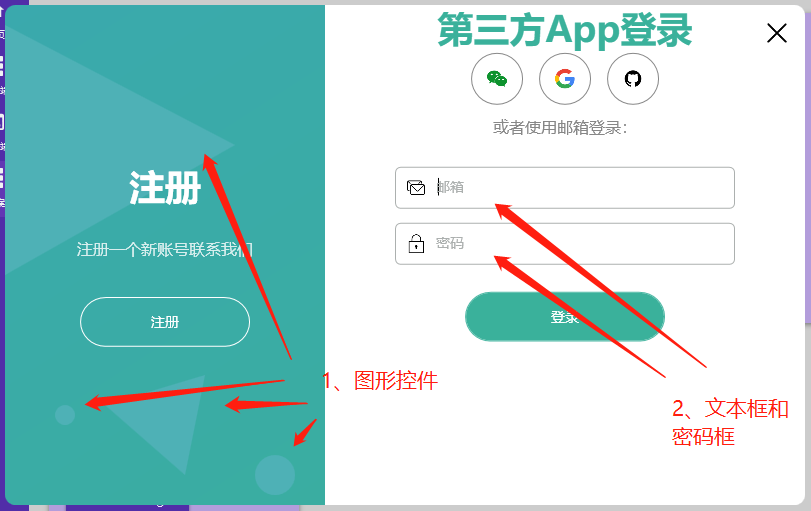 第三方App登录
或者使用邮箱登录：
注册
注册一个新账号联系我们
注册
邮箱
密码
登录
1、图形控件
2、文本框和
密码框